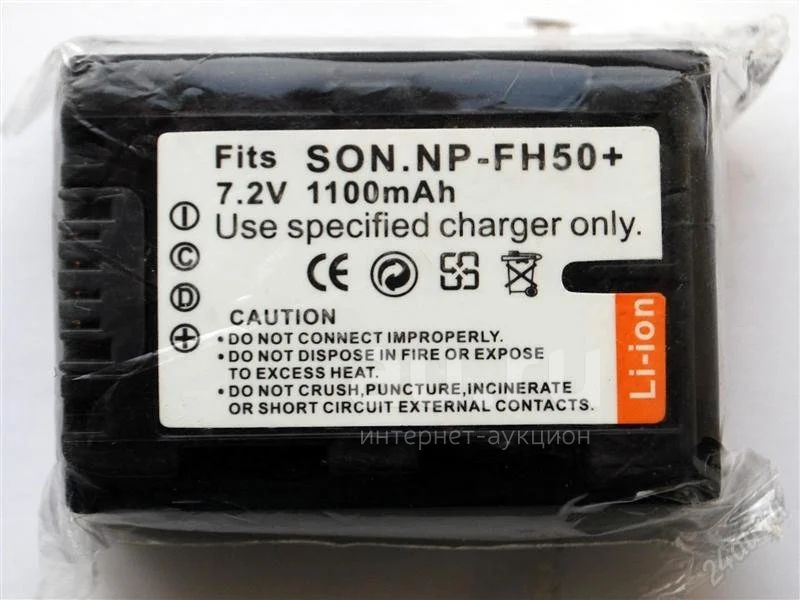 Fits SON.NP-FH50+
7.2V 1100mAh
Use specified charger only.
C
D
CE
CAUTION
• DO NOT CONNECT IMPROPERLY.
• DO NOT DISPOSE IN FIRE OR EXPOSE
TO EXCESS HEAT.
• DO NOT CRUSH,PUNCTURE,INCINERATE
OR SHORT CIRCUIT EXTERNAL CONTACTS.
Li-ion
интернет-аукцион